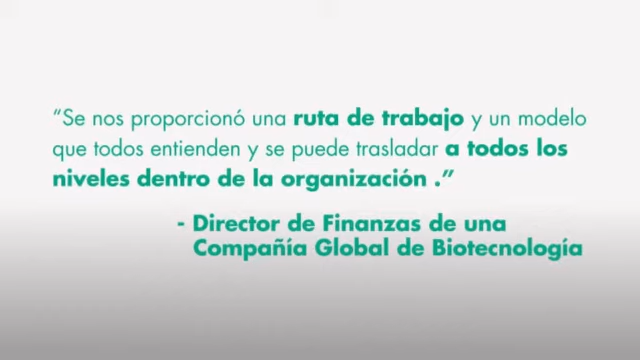 “Se nos proporcionó una ruta de trabajo y un modelo
que todos entienden y se puede trasladar a todos los
niveles dentro de la organización .”
- Director de Finanzas de una
Compañía Global de Biotecnología